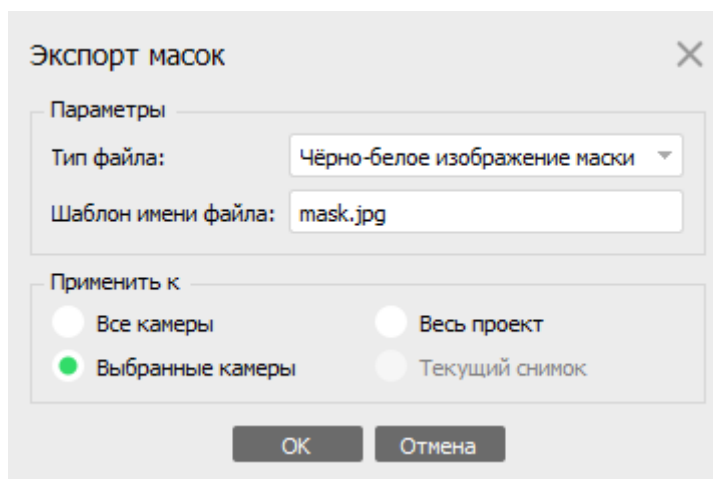 Экспорт масок
Параметры
Тип файла: Чёрно-белое изображение маски
Шаблон имени файла: mask.jpg
Применить к
Все камеры Весь проект
Выбранные камеры Текущий снимок
OK Отмена